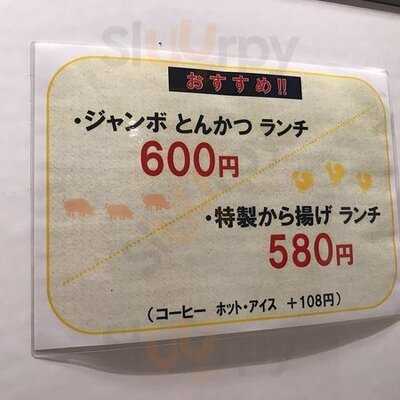 Sluurpy
おすすめ!!
・ジャンボ とんかつ ランチ
600円
・特製から揚げ ランチ
580円
(コーヒー ホット・アイス +108円)
Sluurpy